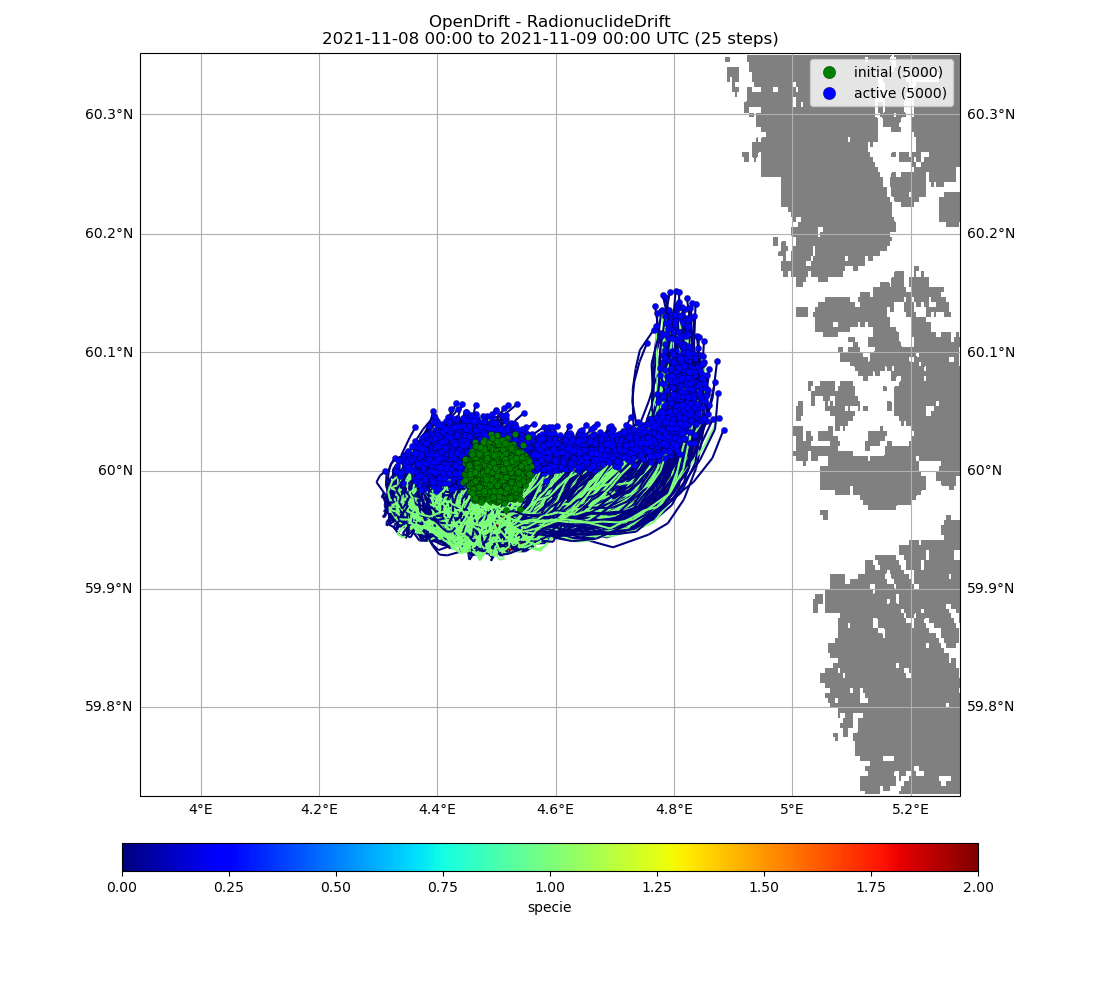 OpenDrift - RadionuclideDrift
2021-11-08 00:00 to 2021-11-09 00:00 UTC (25 steps)
initial (5000)
active (5000)
60.3°N 60.3°N
60.2°N 60.2°N
60.1°N 60.1°N
60°N 60°N
59.9°N 59.9°N
59.8°N 59.8°N
4°E 4.2°E 4.4°E 4.6°E 4.8°E 5°E 5.2°E
0.00 0.25 0.50 0.75 1.00 1.25 1.50 1.75 2.00
specie